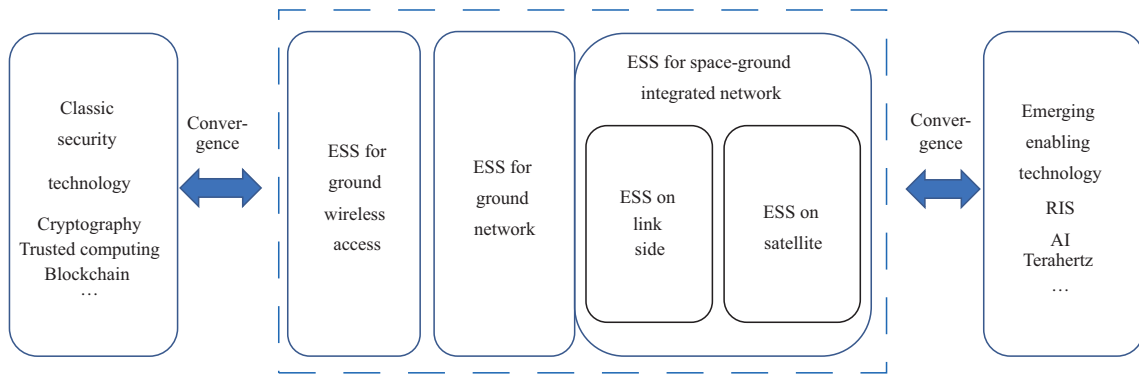 Classic
security
technology
Cryptography
Trusted computing
Blockchain
…
Conver-
gence
ESS for
ground
wireless
access
ESS for
ground
network
ESS for space-ground
integrated network
ESS on
link
side
ESS on
satellite
Conver-
gence
Emerging
enabling
technology
RIS
AI
Terahertz
…